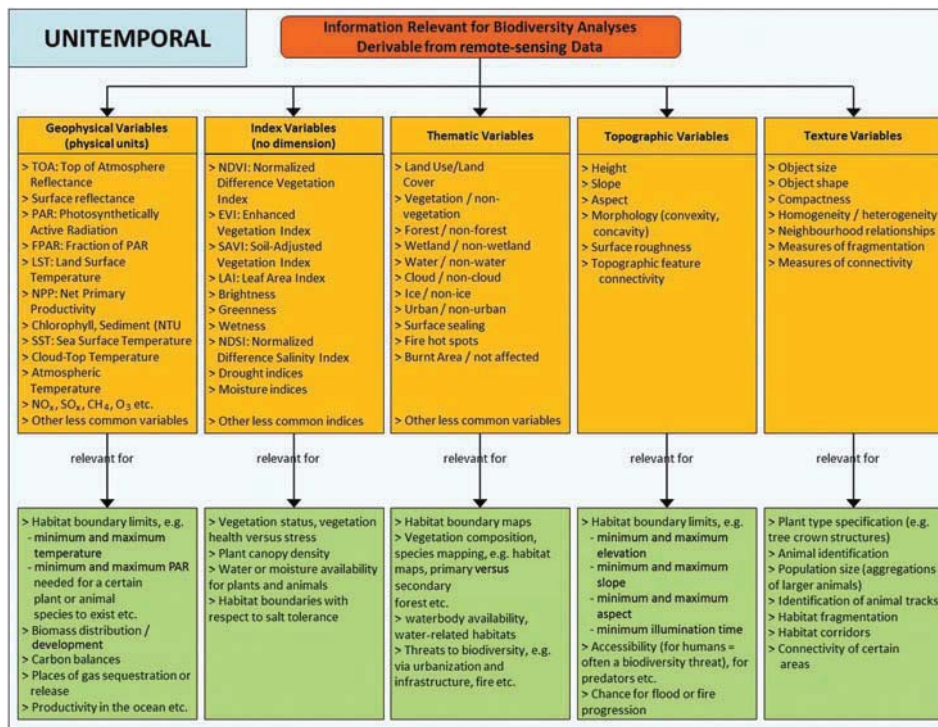 UNITEMPORAL
Information Relevant for Biodiversity Analyses
Derivable from remote-sensing Data
Geophysical Variables
(physical units)
> TOA: Top of Atmosphere
Reflectance
> Surface reflectance
> PAR: Photosynthetically
Active Radiation
> FPAR: Fraction of PAR
> LST: Land Surface
Temperature
> NPP: Net Primary
Productivity
> Chlorophyll, Sediment (NTU
> SST: Sea Surface Temperature
> Cloud-Top Temperature
> Atmospheric
Temperature
> NOx, SOx, CH4, O3 etc.
> Other less common variables
Index Variables
(no dimension)
> NDVI: Normalized
Difference Vegetation
Index
> EVI: Enhanced
Vegetation Index
> SAVI: Soil-Adjusted
Vegetation Index
> LAI: Leaf Area Index
> Brightness
> Greenness
> Wetness
> NDSI: Normalized
Difference Salinity Index
> Drought indices
> Moisture indices
> Other less common indices
Thematic Variables
> Land Use/Land
Cover
> Vegetation / non-
vegetation
> Forest / non-forest
> Wetland / non-wetland
> Water / non-water
> Cloud / non-cloud
> Ice / non-ice
> Urban / non-urban
> Surface sealing
> Fire hot spots
> Burnt Area / not affected
> Other less common variables
Topographic Variables
> Height
> Slope
> Aspect
> Morphology (convexity,
concavity)
> Surface roughness
> Topographic feature
connectivity
Texture Variables
> Object size
> Object shape
> Compactness
> Homogeneity / heterogeneity
> Neighbourhood relationships
> Measures of fragmentation
> Measures of connectivity
relevant for
relevant for
relevant for
relevant for
relevant for
> Habitat boundary limits, e.g.
- minimum and maximum
temperature
- minimum and maximum PAR
needed for a certain
plant or animal
species to exist etc.
> Biomass distribution /
development
> Carbon balances
> Places of gas sequestration or
release
> Productivity in the ocean etc.
> Vegetation status, vegetation
health versus stress
> Plant canopy density
> Water or moisture availability
for plants and animals
> Habitat boundaries with
respect to salt tolerance
> Habitat boundary maps
> Vegetation composition,
species mapping, e.g. habitat
maps, primary versus
secondary
forest etc.
> waterbody availability,
water-related habitats
> Threats to biodiversity, e.g.
via urbanization and
infrastructure, fire etc.
> Habitat boundary limits, e.g.
- minimum and maximum
elevation
- minimum and maximum
slope
- minimum and maximum
aspect
- minimum illumination time
> Accessibility (for humans =
often a biodiversity threat), for
predators etc.
> Chance for flood or fire
progression
> Plant type specification (e.g.
tree crown structures)
> Animal identification
> Population size (aggregations
of larger animals)
> Identification of animal tracks
> Habitat fragmentation
> Habitat corridors
> Connectivity of certain
areas